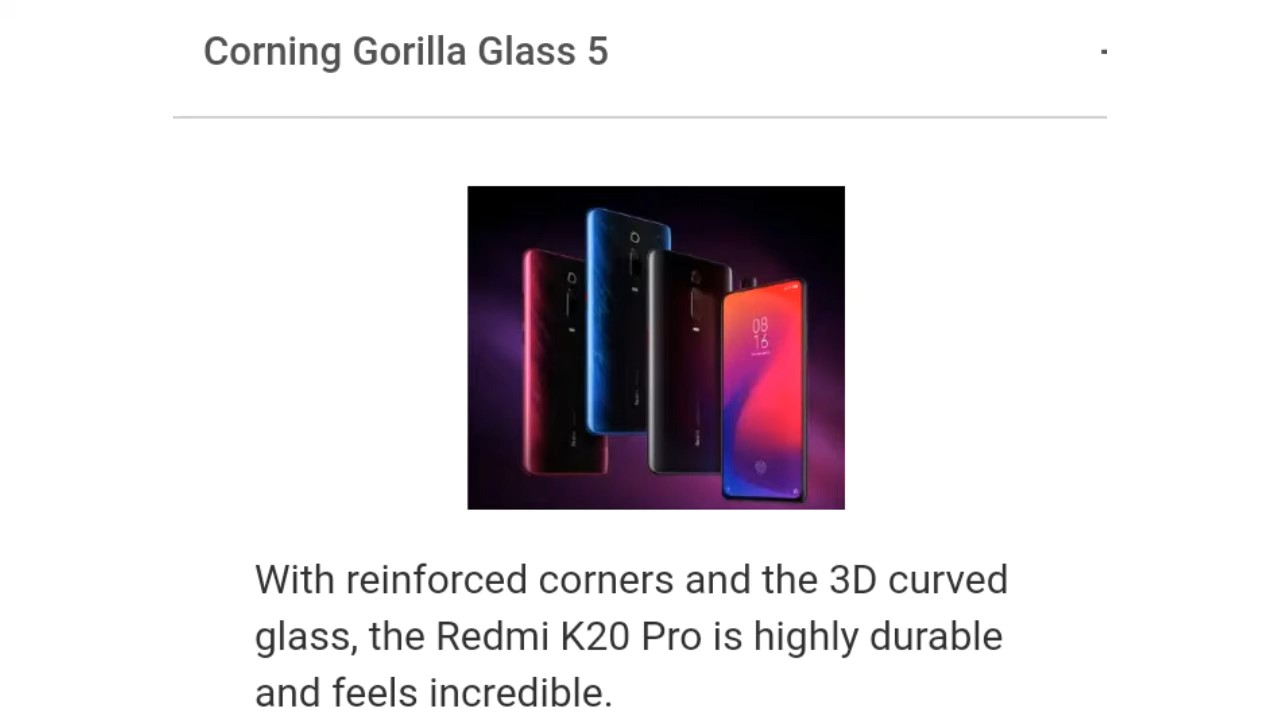 Corning Gorilla Glass 5
-
08
16
With reinforced corners and the 3D curved
glass, the Redmi K20 Pro is highly durable
and feels incredible.